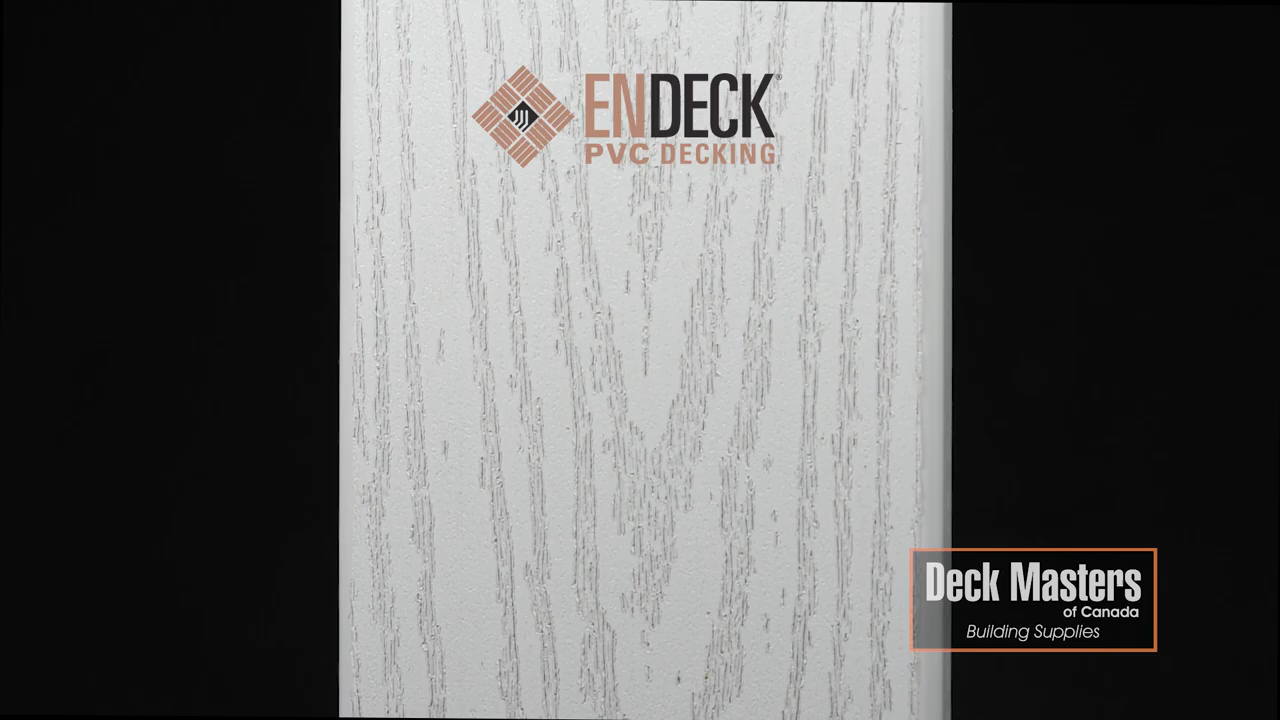 ENDECK®
PVC DECKING
Deck Masters
of Canada
Building Supplies